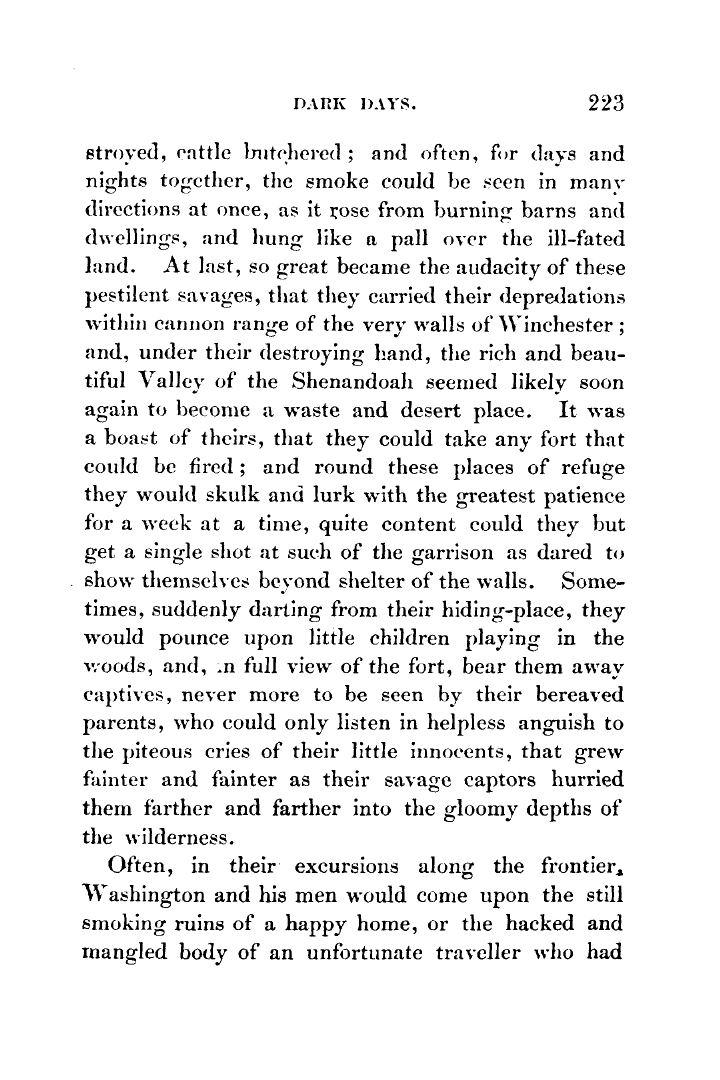 DARK DAYS. 223
stroyed, cattle butchered ; and often, for days and
nights together, the smoke could be seen in many
directions at once, as it rose from burning barns and
dwellings, and hung like a pall over the ill-fated
land. At last, so great became the audacity of these
pestilent savages, that they carried their depredations
within cannon range of the very walls of Winchester ;
and, under their destroying hand, the rich and beau-
tiful Valley of the Shenandoah seemed likely soon
again to become a waste and desert place. It was
a boast of theirs, that they could take any fort that
could be fired ; and round these places of refuge
they would skulk and lurk with the greatest patience
for a week at a time, quite content could they but
get a single shot at such of the garrison as dared to
show themselves beyond shelter of the walls. Some-
times, suddenly darting from their hiding-place, they
would pounce upon little children playing in the
woods, and, in full view of the fort, bear them away
captives, never more to be seen by their bereaved
parents, who could only listen in helpless anguish to
the piteous cries of their little innocents, that grew
fainter and fainter as their savage captors hurried
them farther and farther into the gloomy depths of
the wilderness.
Often, in their excursions along the frontier,
Washington and his men would come upon the still
smoking ruins of a happy home, or the hacked and
mangled body of an unfortunate traveller who had